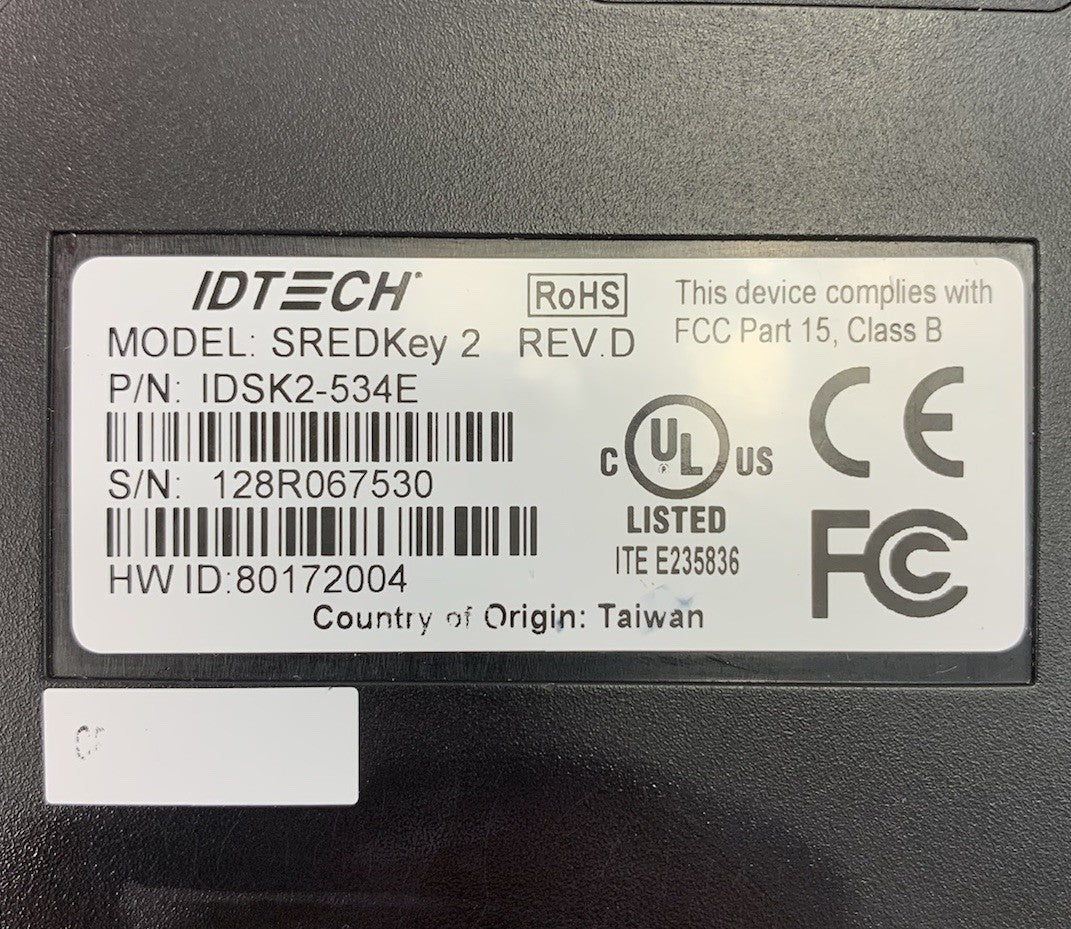 IDTECH
RoHS
This device complies with
FCC Part 15, Class B
MODEL: SREDKey 2 REV.D
P/N: IDSK2-534E
S/N: 128R067530
HW ID:80172004
C UL US
LISTED
ITE E235836
CE
FC
Country of Origin: Taiwan